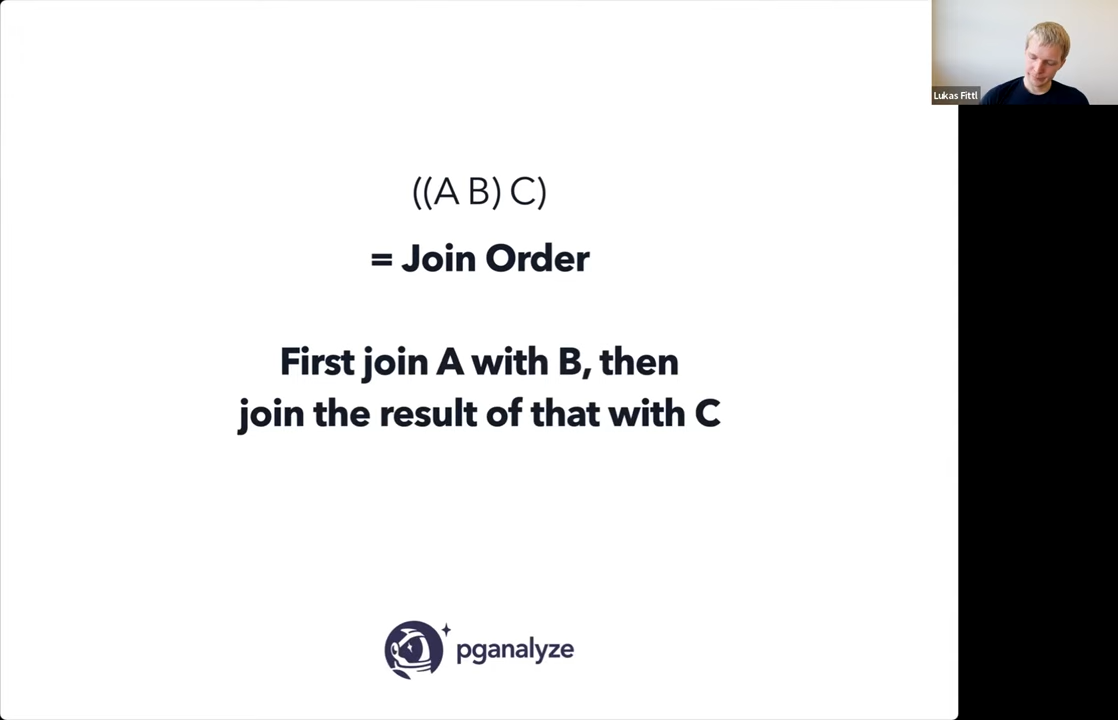 Lukas Fittl
((A B) C)
= Join Order
First join A with B, then
join the result of that with C
pganalyze